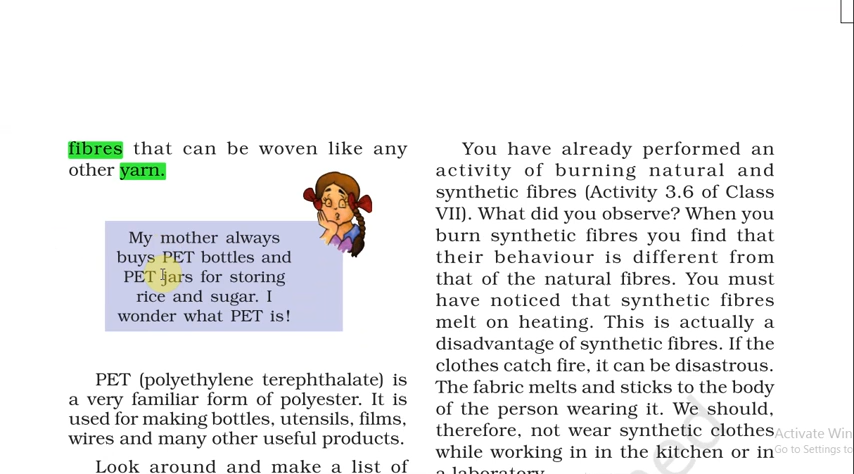 fibres that can be woven like any
other yarn.
My mother always
buys PET bottles and
PET jars for storing
rice and sugar. I
wonder what PET is!
PET (polyethylene terephthalate) is
a very familiar form of polyester. It is
used for making bottles, utensils, films,
wires and many other useful products.
Look around and make a list of
You have already performed an
activity of burning natural and
synthetic fibres (Activity 3.6 of Class
VII). What did you observe? When you
burn synthetic fibres you find that
their behaviour is different from
that of the natural fibres. You must
have noticed that synthetic fibres
melt on heating. This is actually a
disadvantage of synthetic fibres. If the
clothes catch fire, it can be disastrous.
The fabric melts and sticks to the body
of the person wearing it. We should,
therefore, not wear synthetic clothes
while working in in the kitchen or in
a laboratory.
Activate Win
Go to Settings to